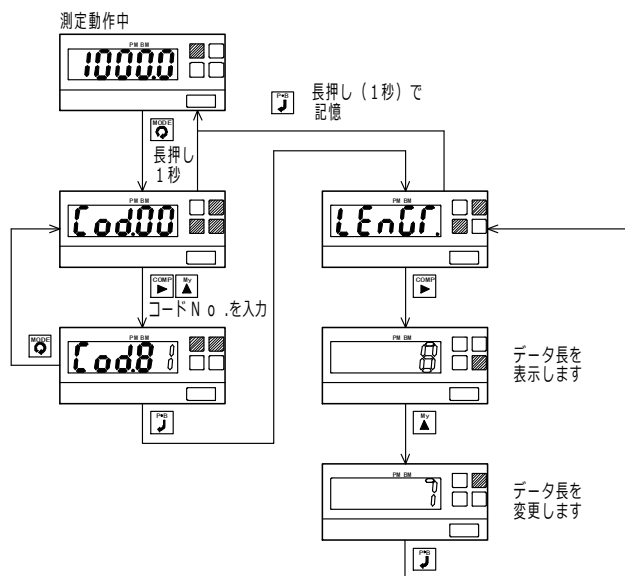 測定動作中
PM BM
1000.0
MODE
長押し
1秒
P•B
長押し（1秒）で
記憶
PM BM
Cod.00
COMP
My
コードＮｏ.を入力
MODE
PM BM
Cod.81
P•B
PM BM
LEnGT.
COMP
PM BM
8
データ長を
表示します
My
PM BM
7
データ長を
変更します
P•B